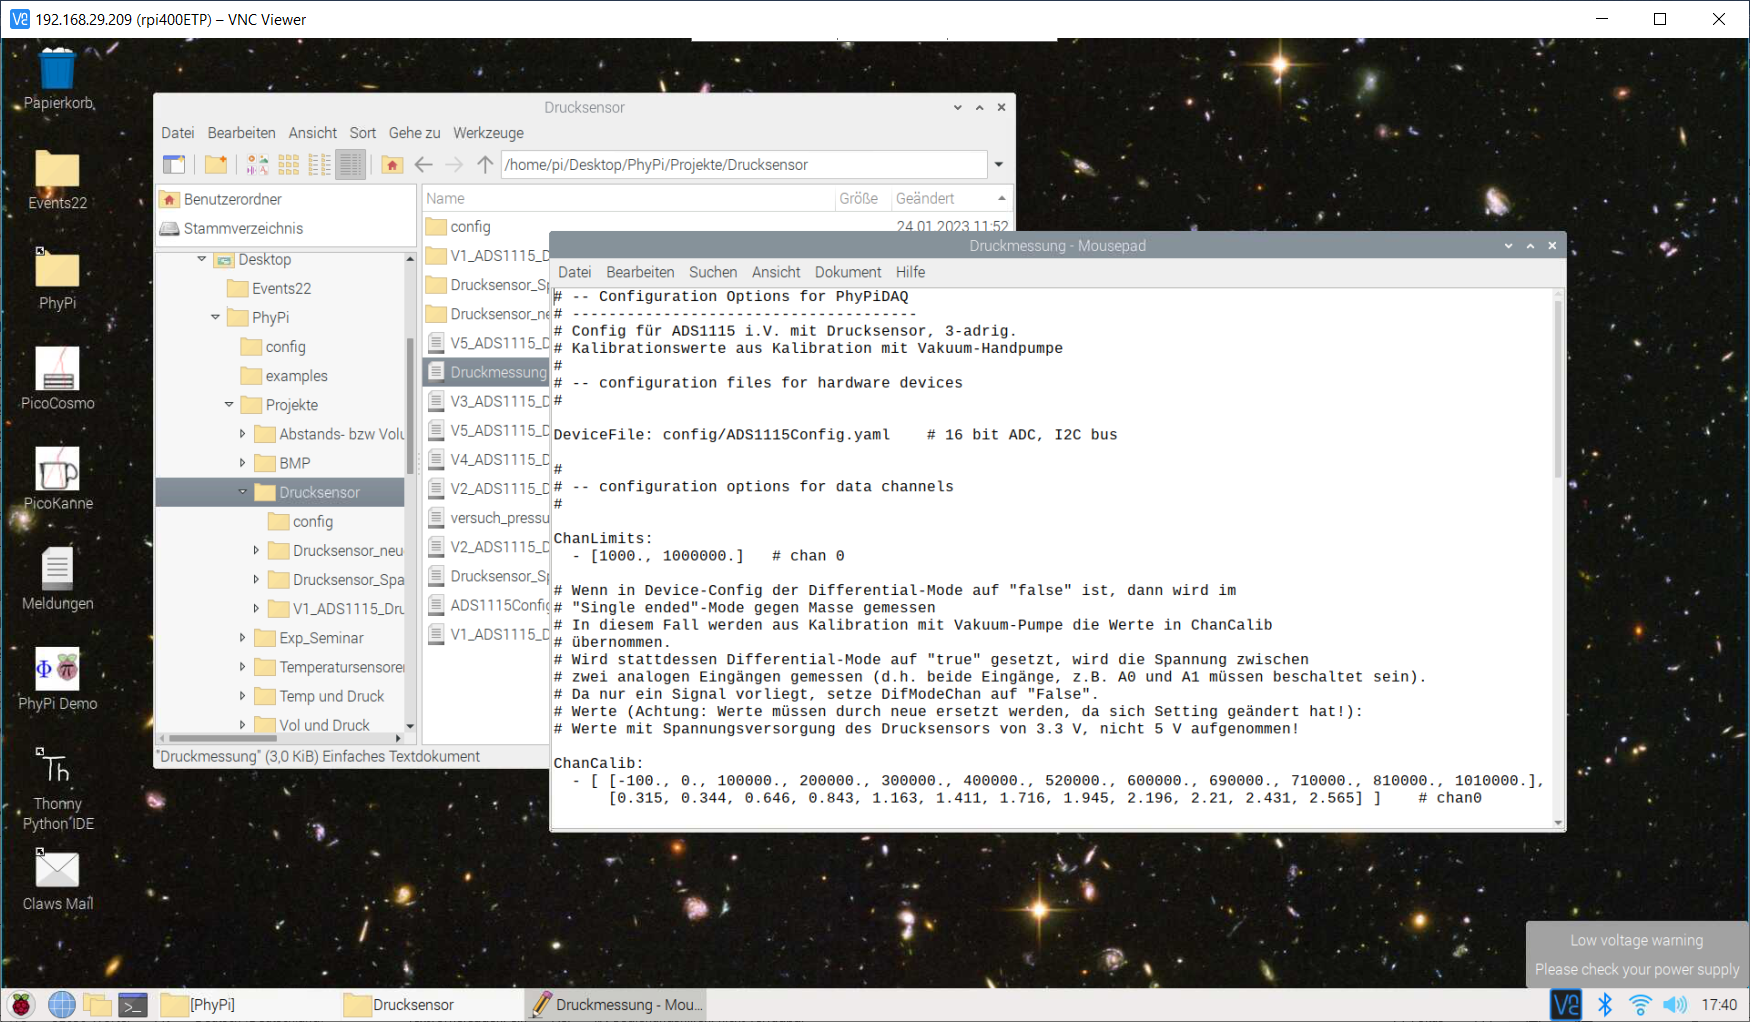 192.168.29.209 (rpi400ETP) – VNC Viewer
Papierkorb
Events22
PhyPi
PicoCosmo
PicoKanne
Meldungen
PhyPi Demo
Thonny
Python IDE
Claws Mail
Drucksensor
Datei Bearbeiten Ansicht Sort Gehe zu Werkzeuge
/home/pi/Desktop/PhyPi/Projekte/Drucksensor
Benutzerordner
Stammverzeichnis
Desktop
Events22
PhyPi
config
examples
Projekte
Abstands- bzw Volu
BMP
Drucksensor
config
Drucksensor_neu
Drucksensor_Spa
V1_ADS1115_Dru
Exp_Seminar
Temperatursensoren
Temp und Druck
Vol und Druck
Name Größe Geändert
config 24.01.2023 11:52
V1_ADS1115_D
Drucksensor_Sp
Drucksensor_ne
V5_ADS1115_D
Druckmessung
V3_ADS1115_D
V5_ADS1115_D
V4_ADS1115_D
V2_ADS1115_D
versuch_pressu
V2_ADS1115_D
Drucksensor_Sp
ADS1115Config
V1_ADS1115_D
"Druckmessung" (3,0 KiB) Einfaches Textdokument
Druckmessung - Mousepad
Datei Bearbeiten Suchen Ansicht Dokument Hilfe
# -- Configuration Options for PhyPiDAQ
# --------------------------------------
# Config für ADS1115 i.V. mit Drucksensor, 3-adrig.
# Kalibrationswerte aus Kalibration mit Vakuum-Handpumpe
#
# -- configuration files for hardware devices
#
DeviceFile: config/ADS1115Config.yaml # 16 bit ADC, I2C bus
#
# -- configuration options for data channels
#
ChanLimits:
- [1000., 1000000.] # chan 0
# Wenn in Device-Config der Differential-Mode auf "false" ist, dann wird im
# "Single ended"-Mode gegen Masse gemessen
# In diesem Fall werden aus Kalibration mit Vakuum-Pumpe die Werte in ChanCalib
# übernommen.
# Wird stattdessen Differential-Mode auf "true" gesetzt, wird die Spannung zwischen
# zwei analogen Eingängen gemessen (d.h. beide Eingänge, z.B. A0 und A1 müssen beschaltet sein).
# Da nur ein Signal vorliegt, setze DifModeChan auf "False".
# Werte (Achtung: Werte müssen durch neue ersetzt werden, da sich Setting geändert hat!):
# Werte mit Spannungsversorgung des Drucksensors von 3.3 V, nicht 5 V aufgenommen!
ChanCalib:
- [ [-100., 0., 100000., 200000., 300000., 400000., 520000., 600000., 690000., 710000., 810000., 1010000.],
[0.315, 0.344, 0.646, 0.843, 1.163, 1.411, 1.716, 1.945, 2.196, 2.21, 2.431, 2.565] ] # chan0
Low voltage warning
Please check your power supply
[PhyPi]
Drucksensor
Druckmessung - Mou...
17:40